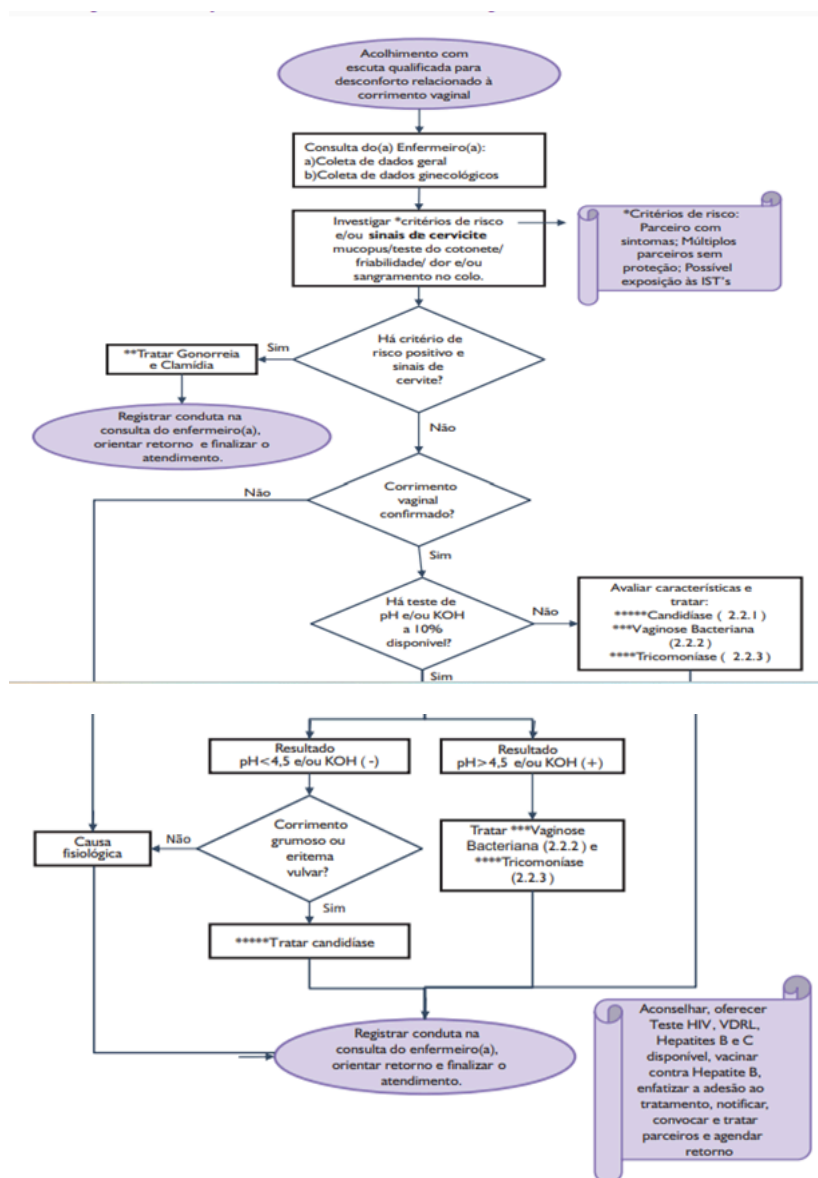 Acolhimento com
escuta qualificada para
desconforto relacionado à
corrimento vaginal
Consulta do(a) Enfermeiro(a):
a)Coleta de dados geral
b)Coleta de dados ginecológicos
Investigar *critérios de risco
e/ou sinais de cervicite
mucopus/teste do cotonete/
friabilidade/ dor e/ou
sangramento no colo.
*Critérios de risco:
Parceiro com
sintomas; Múltiplos
parceiros sem
proteção; Possível
exposição às IST's
Há critério de
risco positivo e
sinais de
cervite?
Sim
**Tratar Gonorreia
e Clamídia
Registrar conduta na
consulta do enfermeiro(a),
orientar retorno e finalizar o
atendimento.
Não
Corrimento
vaginal
confirmado?
Não
Sim
Há teste de
pH e/ou KOH
a 10%
disponível?
Não
Avaliar características e
tratar:
*****Candidíase ( 2.2.1 )
***Vaginose Bacteriana
(2.2.2 )
****Tricomoníase ( 2.2.3 )
Sim
Resultado
pH<4,5 e/ou KOH ( -)
Resultado
pH>4,5 e/ou KOH (+)
Corrimento
grumoso ou
eritema
vulvar?
Não
Causa
fisiológica
Tratar ***Vaginose
Bacteriana (2.2.2 ) e
****Tricomoníase
(2.2.3 )
Sim
*****Tratar candidíase
Registrar conduta na
consulta do enfermeiro(a),
orientar retorno e finalizar o
atendimento.
Aconselhar, oferecer
Teste HIV, VDRL,
Hepatites B e C
disponível, vacinar
contra Hepatite B,
enfatizar a adesão ao
tratamento, notificar,
convocar e tratar
parceiros e agendar
retorno